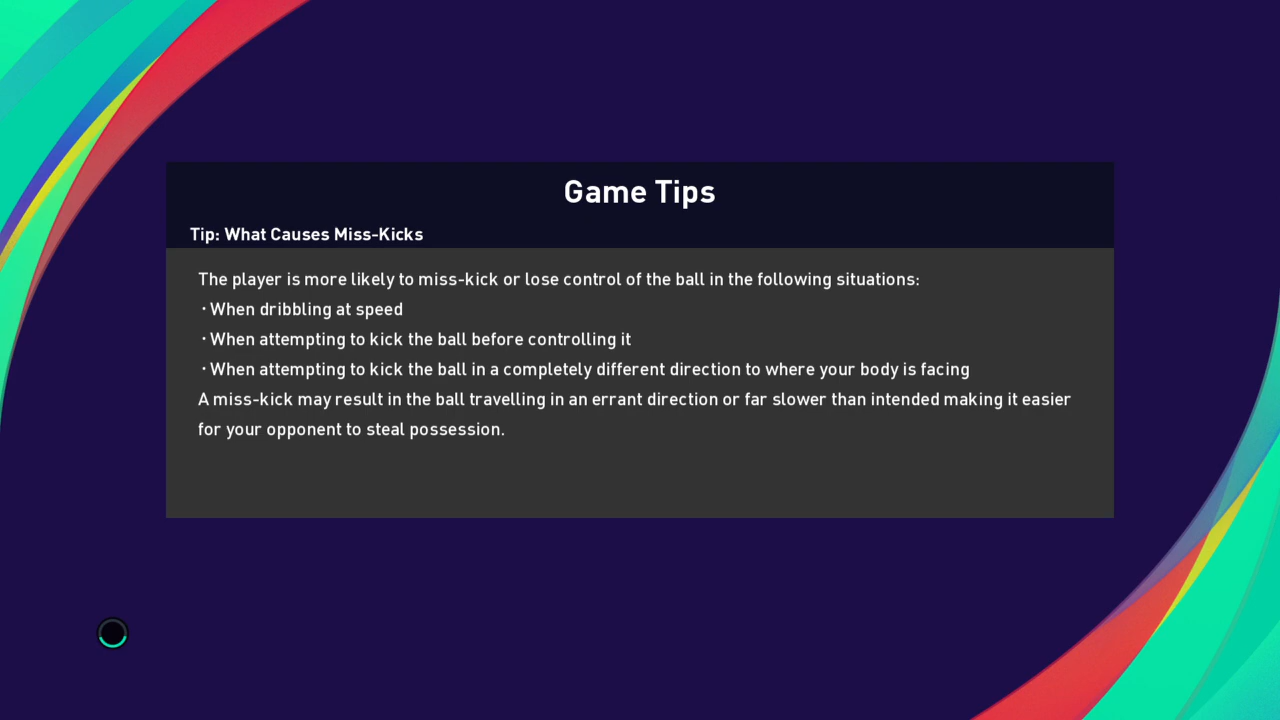 Game Tips
Tip: What Causes Miss-Kicks
The player is more likely to miss-kick or lose control of the ball in the following situations:
・When dribbling at speed
・When attempting to kick the ball before controlling it
・When attempting to kick the ball in a completely different direction to where your body is facing
A miss-kick may result in the ball travelling in an errant direction or far slower than intended making it easier
for your opponent to steal possession.